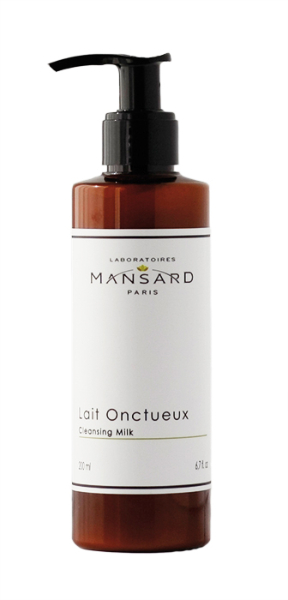 LABORATOIRES
MANSARD
PARIS
Lait Onctueux
Cleansing Milk
200 ml 6,7 fl. oz